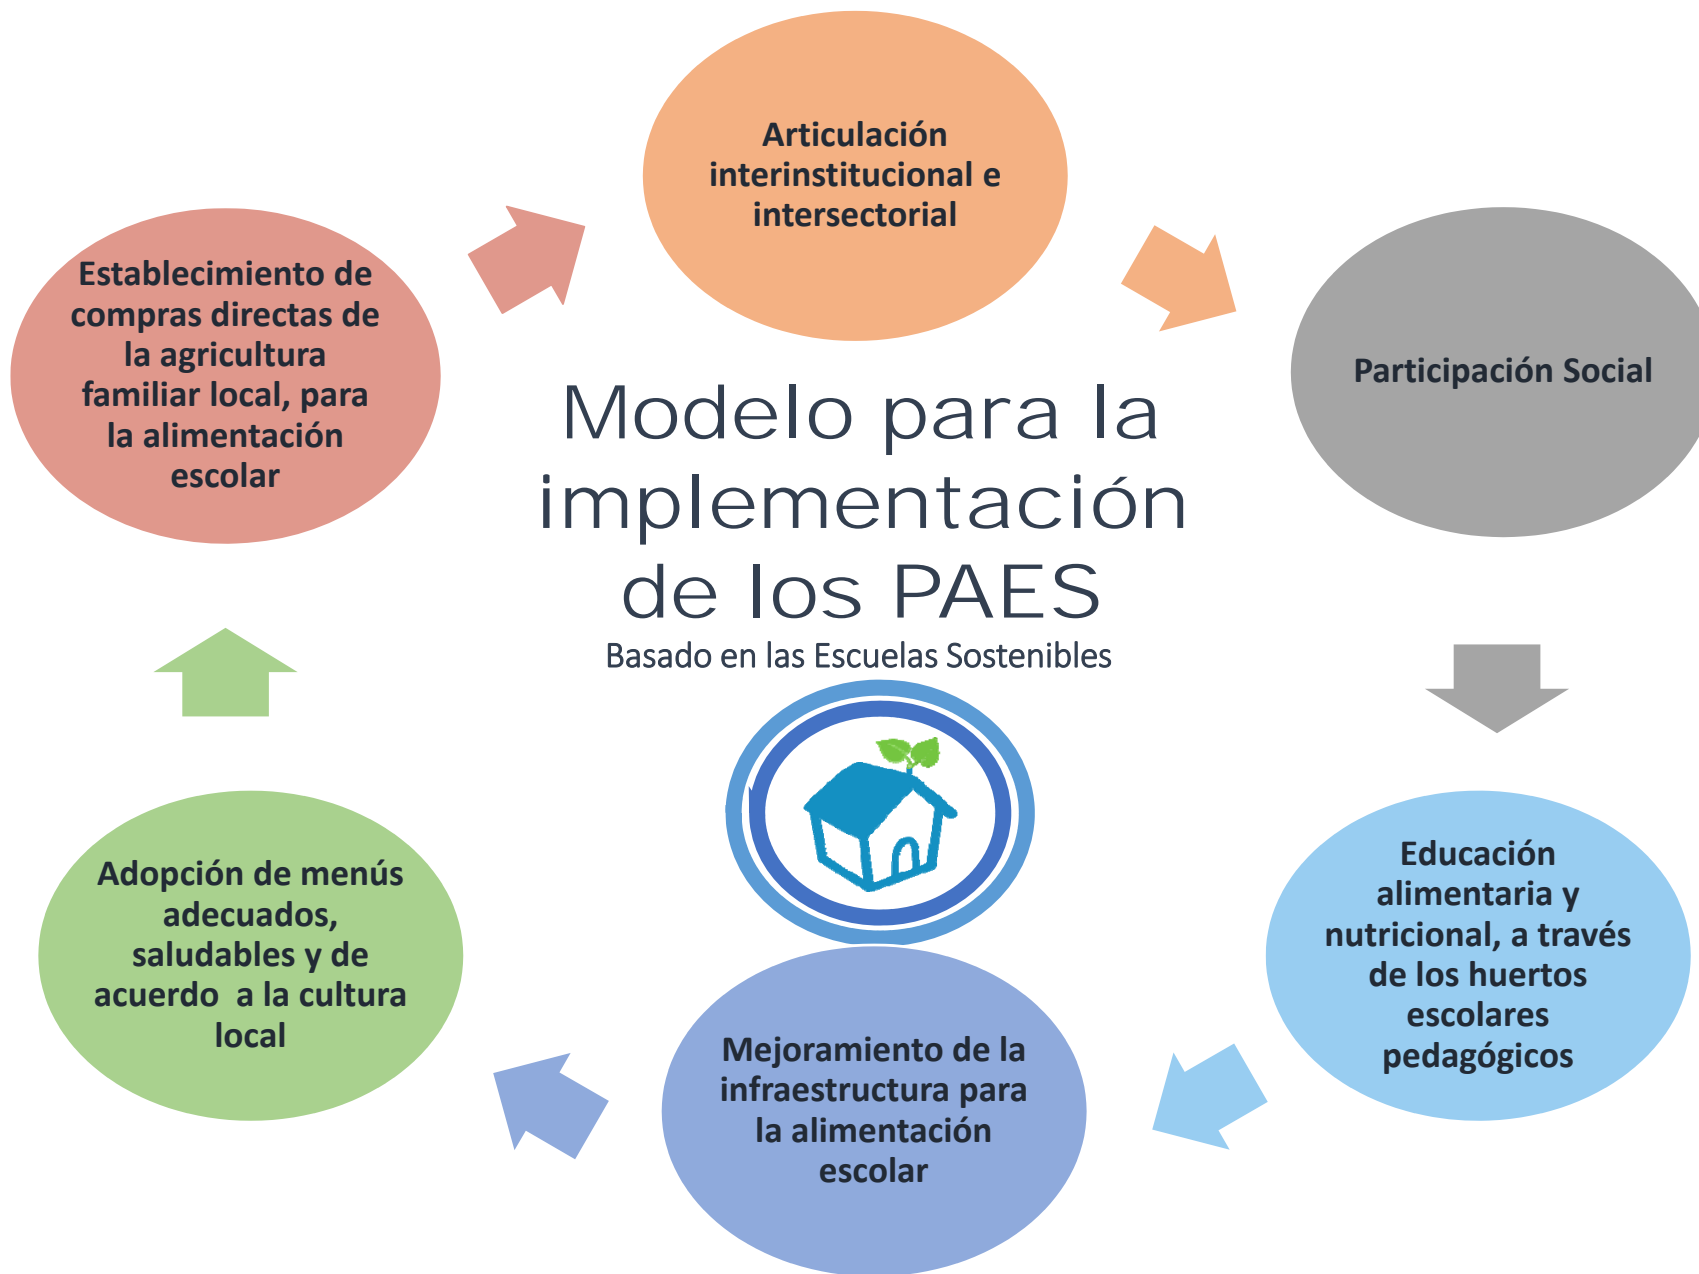 Articulación
interinstitucional e
intersectorial
Participación Social
Educación
alimentaria y
nutricional, a través
de los huertos
escolares
pedagógicos
Mejoramiento de la
infraestructura para
la alimentación
escolar
Adopción de menús
adecuados,
saludables y de
acuerdo  a la cultura
local
Establecimiento de
compras directas de
la agricultura
familiar local, para
la alimentación
escolar
Modelo para la
implementación
de los PAES
Basado en las Escuelas Sostenibles